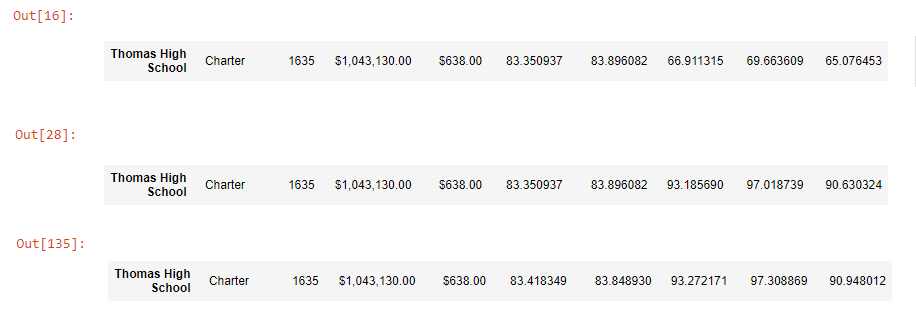 Out[16]:
Thomas High School Charter 1635 $1,043,130.00 $638.00 83.350937 83.896082 66.911315 69.663609 65.076453
Out[28]:
Thomas High School Charter 1635 $1,043,130.00 $638.00 83.350937 83.896082 93.185690 97.018739 90.630324
Out[135]:
Thomas High School Charter 1635 $1,043,130.00 $638.00 83.418349 83.848930 93.272171 97.308869 90.948012